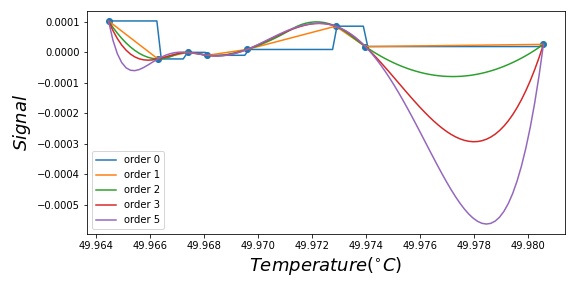 0.0001
0.0000
−0.0001
−0.0002
−0.0003
−0.0004
−0.0005
Signal
order 0
order 1
order 2
order 3
order 5
49.964 49.966 49.968 49.970 49.972 49.974 49.976 49.978 49.980
Temperature(°C)